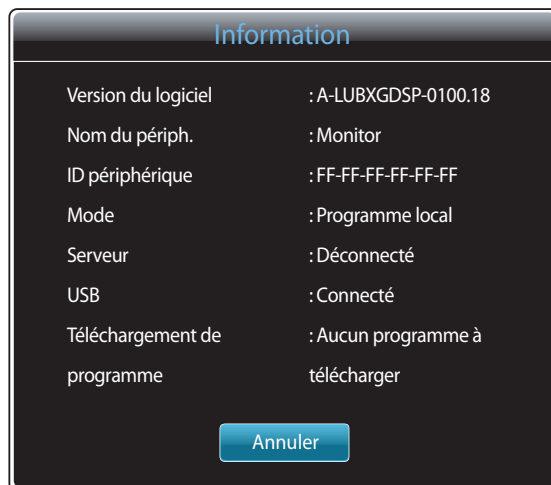 Information
Version du logiciel : A-LUBXGDSP-0100.18
Nom du périph. : Monitor
ID périphérique : FF-FF-FF-FF-FF-FF
Mode : Programme local
Serveur : Déconnecté
USB : Connecté
Téléchargement de : Aucun programme à
programme télécharger
Annuler